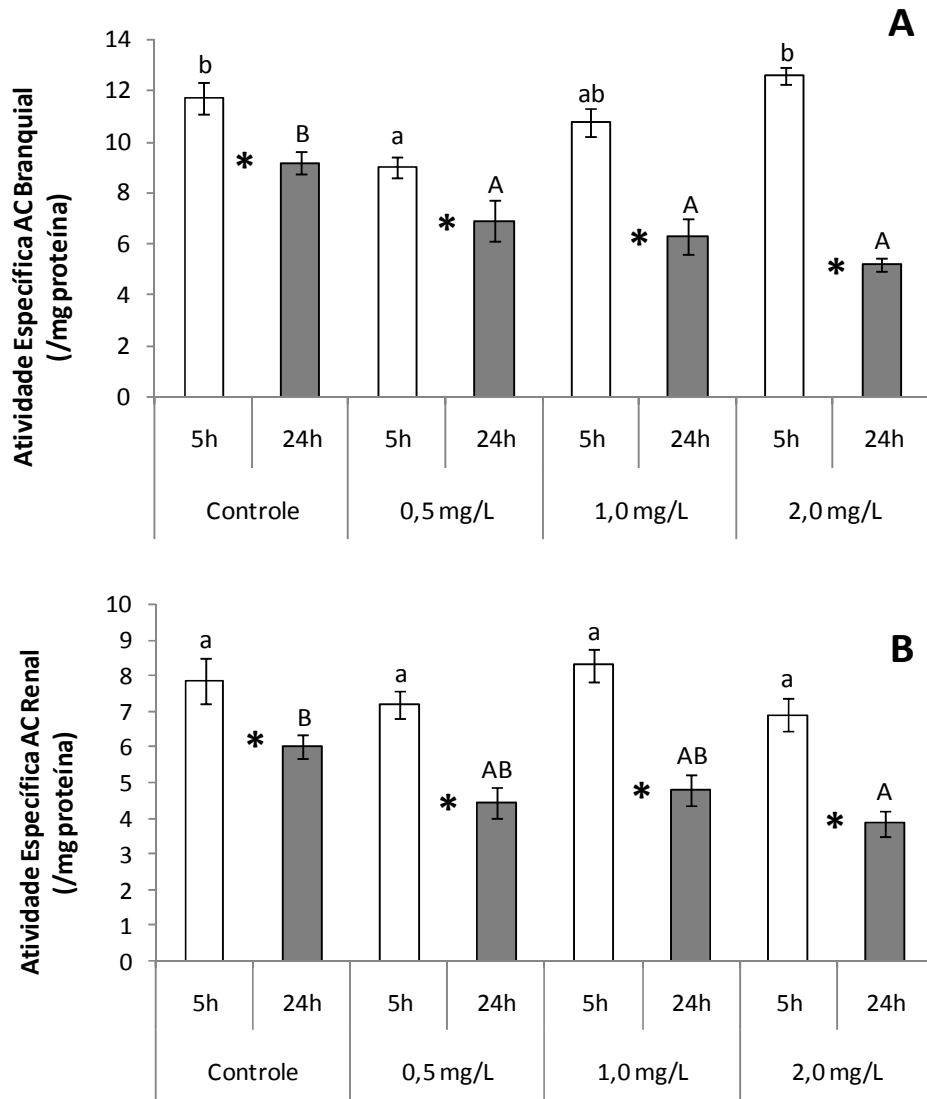 A
Atividade Específica AC Branquial
(/mg proteína)
14
12
10
8
6
4
2
0
b
B
a
A
ab
A
b
A
*
*
*
*
5h 24h 5h 24h 5h 24h 5h 24h
Controle 0,5 mg/L 1,0 mg/L 2,0 mg/L
B
Atividade Específica AC Renal
(/mg proteína)
10
9
8
7
6
5
4
3
2
1
0
a
B
a
AB
a
AB
a
A
*
*
*
*
5h 24h 5h 24h 5h 24h 5h 24h
Controle 0,5 mg/L 1,0 mg/L 2,0 mg/L